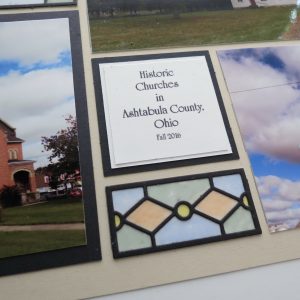 Historic
Churches
in
Ashtabula County,
Ohio
Fall 2016